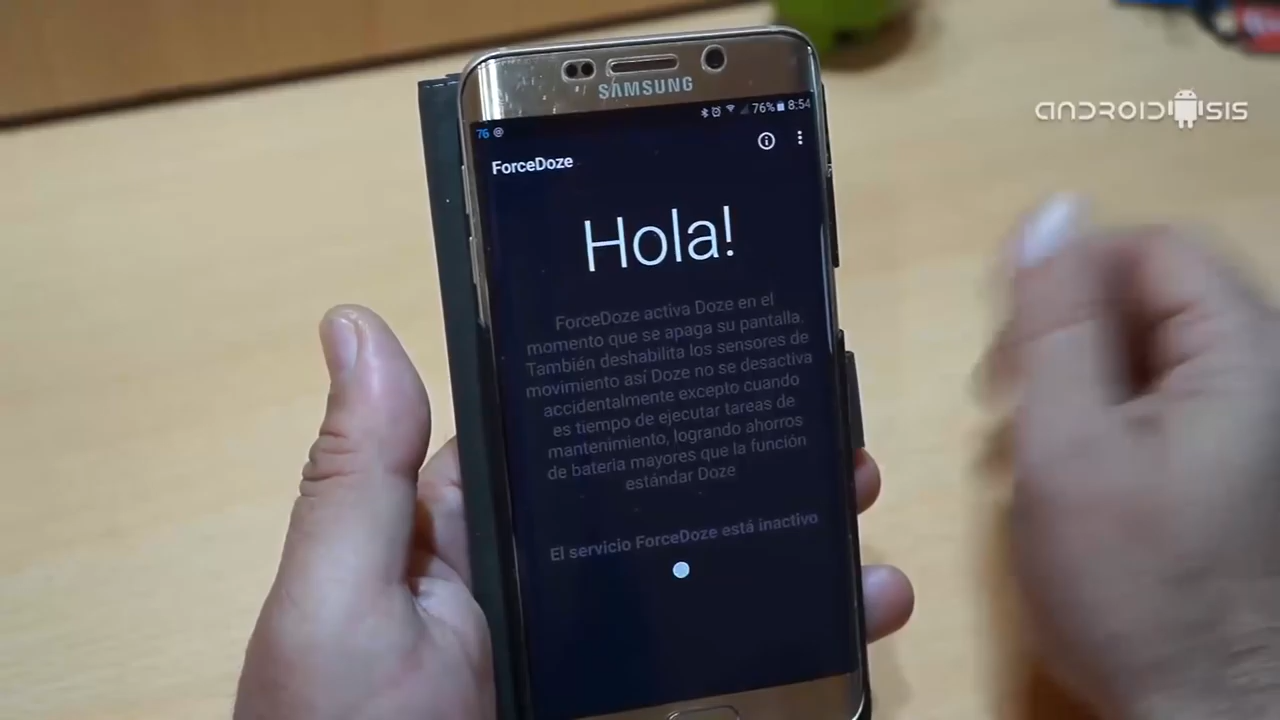 SAMSUNG
76 @ 76% 8:54
ForceDoze
Hola!
ForceDoze activa Doze en el
momento que se apaga su pantalla.
También deshabilita los sensores de
movimiento así Doze no se desactiva
accidentalmente excepto cuando
es tiempo de ejecutar tareas de
mantenimiento, logrando ahorros
de bateria mayores que la función
estándar Doze
El servicio ForceDoze está inactivo
ANDROIDSIS